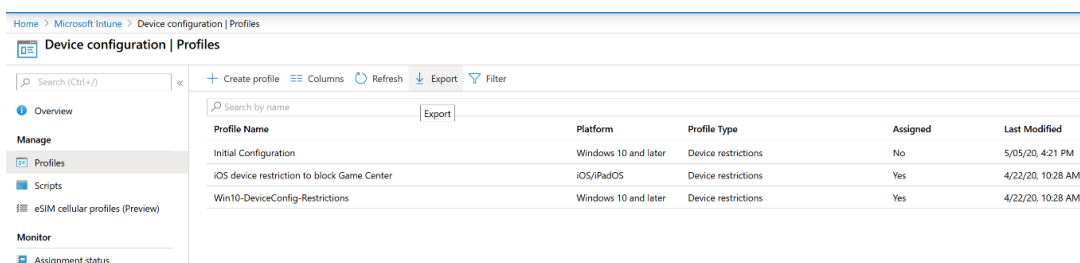 Home > Microsoft Intune > Device configuration | Profiles
Device configuration | Profiles
Search (Ctrl+/)
«
Create profile Columns Refresh Export Filter
Overview
Search by name
Export
Manage
Profile Name Platform Profile Type Assigned Last Modified
Initial Configuration Windows 10 and later Device restrictions No 5/05/20, 4:21 PM
Profiles
iOS device restriction to block Game Center iOS/iPadOS Device restrictions Yes 4/22/20, 10:28 AM
Scripts
Win10-DeviceConfig-Restrictions Windows 10 and later Device restrictions Yes 4/22/20, 10:28 AM
eSIM cellular profiles (Preview)
Monitor
Assignment status